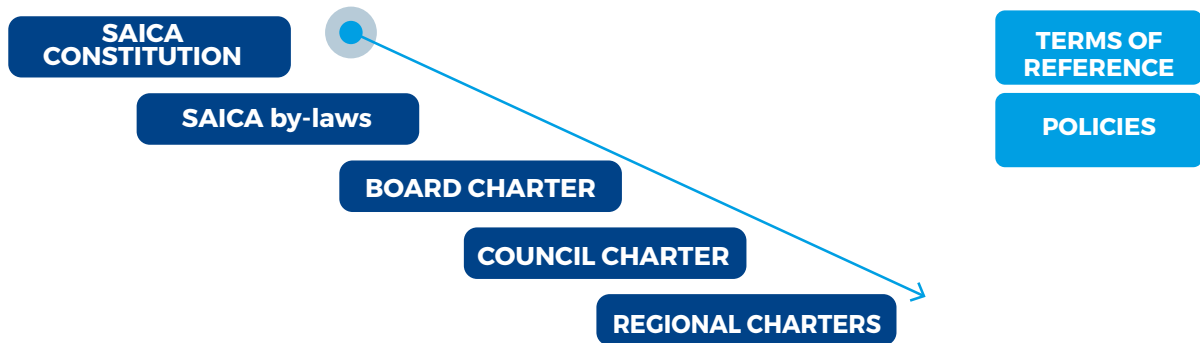 SAICA
CONSTITUTION
SAICA by-laws
BOARD CHARTER
COUNCIL CHARTER
REGIONAL CHARTERS
TERMS OF
REFERENCE
POLICIES